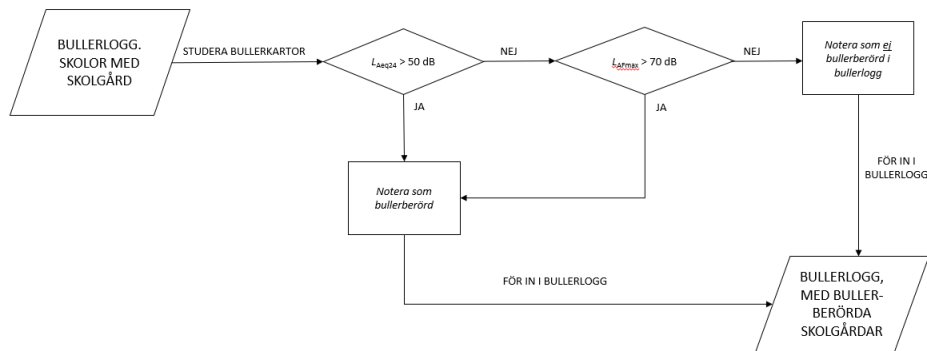 BULLERLOGG.
SKOLOR MED
SKOLGÅRD
STUDERA BULLERKARTOR
LAeq24 > 50 dB
NEJ
LAFmax > 70 dB
NEJ
Notera som ej
bullerberörd i
bullerlogg
JA
JA
Notera som
bullerberörd
FÖR IN I
BULLERLOGG
FÖR IN I BULLERLOGG
BULLERLOGG,
MED BULLER-
BERÖRDA
SKOLGÅRDAR